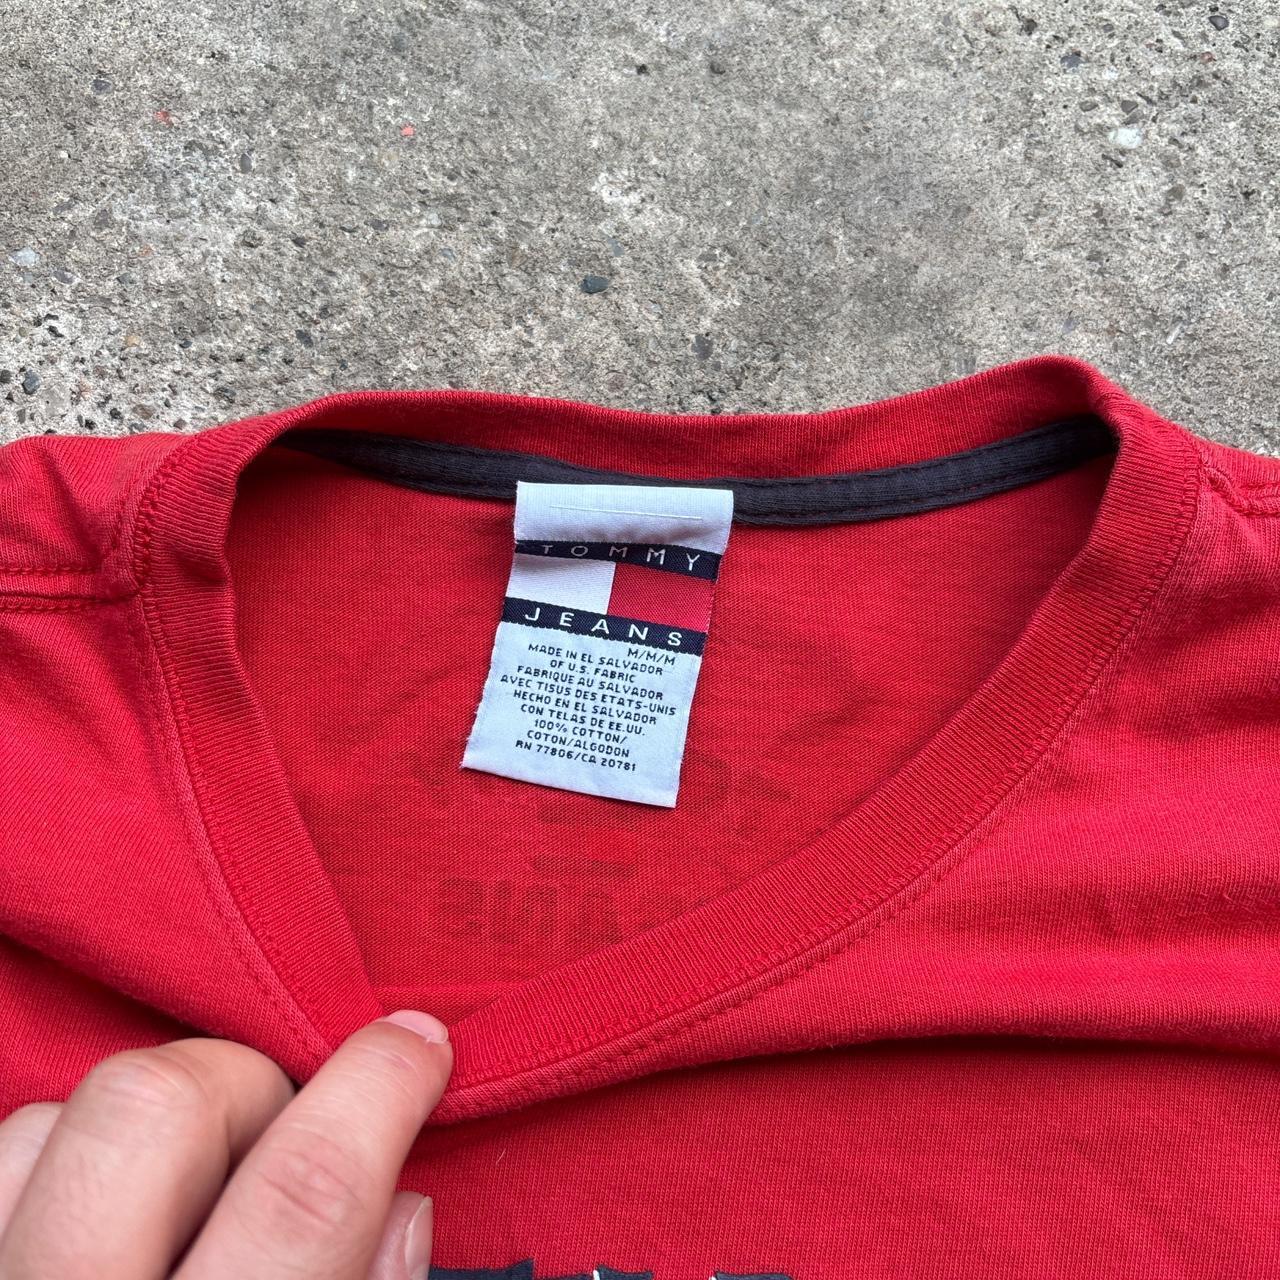 TOMMY
JEANS
M/M/M
MADE IN EL SALVADOR
OF U.S. FABRIC
FABRIQUE AU SALVADOR
AVEC TISUS DES ETATS-UNIS
HECHO EN EL SALVADOR
CON TELAS DE EE.UU.
100% COTTON/
COTON/ALGODON
RN 77806/CA 20781